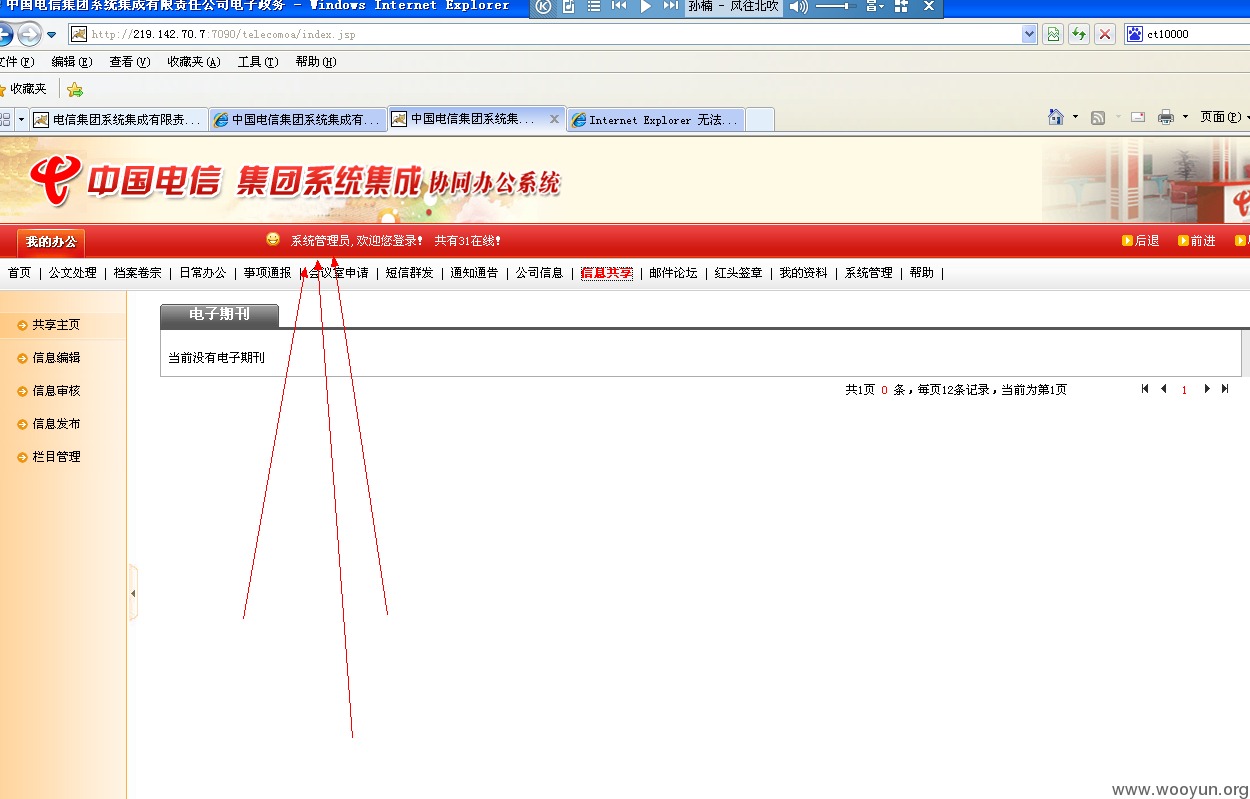 中国电信集团系统集成有限责任公司电子政务 - Windows Internet Explorer
孙楠 - 风往北吹
http://219.142.70.7:7090/telecomoa/index.jsp
ct10000
文件(F) 编辑(E) 查看(V) 收藏夹(A) 工具(T) 帮助(H)
收藏夹
电信集团系统集成有限责... 中国电信集团系统集成有... 中国电信集团系统集... Internet Explorer 无法... 页面(P)
中国电信 集团系统集成 协同办公系统
我的办公 系统管理员,欢迎您登录! 共有31在线! 后退 前进
首页 | 公文处理 | 档案卷宗 | 日常办公 | 事项通报 | 会议室申请 | 短信群发 | 通知通告 | 公司信息 | 信息共享 | 邮件论坛 | 红头签章 | 我的资料 | 系统管理 | 帮助 |
共享主页
信息编辑
信息审核
信息发布
栏目管理
电子期刊
当前没有电子期刊
共1页 0 条,每页12条记录,当前为第1页 1
www.wooyun.org